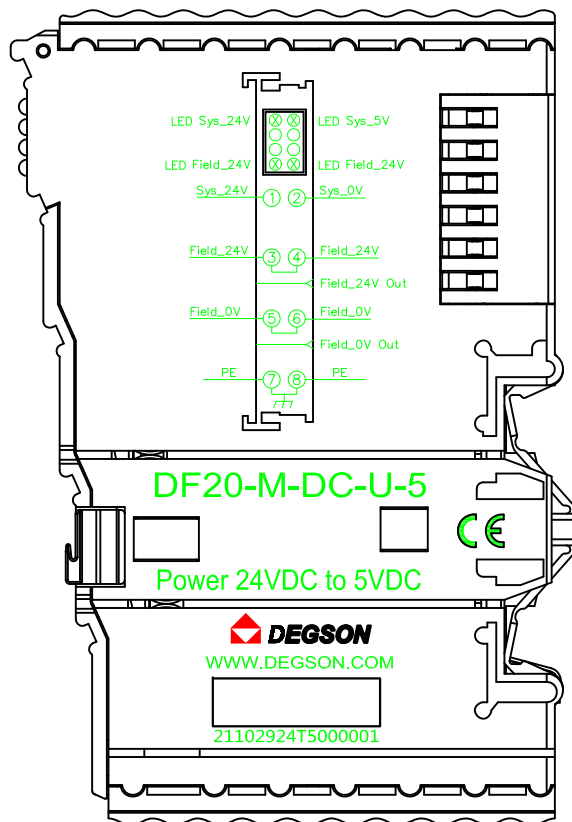 LED Sys_24V LED Sys_5V
LED Field_24V LED Field_24V
Sys_24V 1 2 Sys_0V
Field_24V 3 4 Field_24V
Field_24V Out
Field_0V 5 6 Field_0V
Field_0V Out
PE 7 8 PE
DF20-M-DC-U-5
CE
Power 24VDC to 5VDC
DEGSON
WWW.DEGSON.COM
21102924T5000001